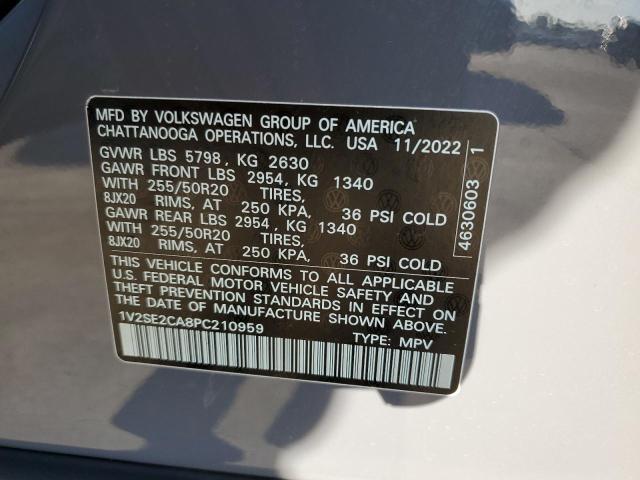 MFD BY VOLKSWAGEN GROUP OF AMERICA
CHATTANOOGA OPERATIONS, LLC. USA 11/2022
GVWR LBS 5798, KG 2630
GAWR FRONT LBS 2954, KG 1340
WITH 255/50R20 TIRES,
8JX20 RIMS, AT 250 KPA, 36 PSI COLD
GAWR REAR LBS 2954, KG 1340
WITH 255/50R20 TIRES,
8JX20 RIMS, AT 250 KPA, 36 PSI COLD
THIS VEHICLE CONFORMS TO ALL APPLICABLE
U.S. FEDERAL MOTOR VEHICLE SAFETY AND
THEFT PREVENTION STANDARDS IN EFFECT ON
THE DATE OF MANUFACTURE SHOWN ABOVE.
1V2SE2CA8PC210959
TYPE: MPV
4630603 1